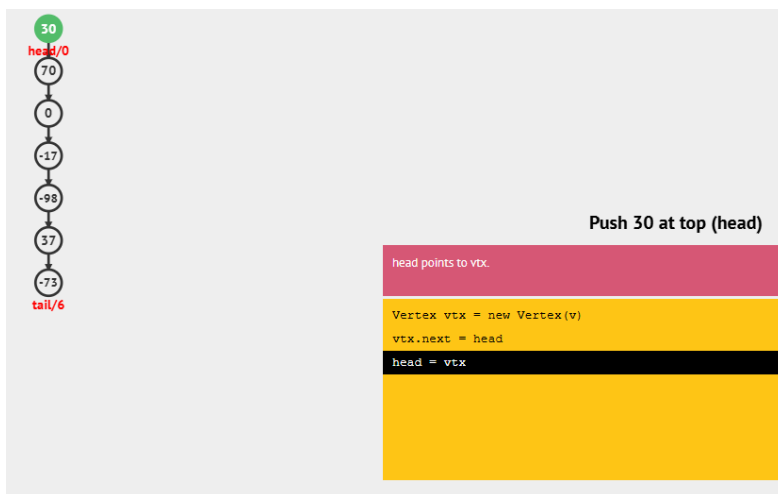 30
head/0
70
0
-17
-98
37
-73
tail/6
Push 30 at top (head)
head points to vtx.
Vertex vtx = new Vertex(v)
vtx.next = head
head = vtx